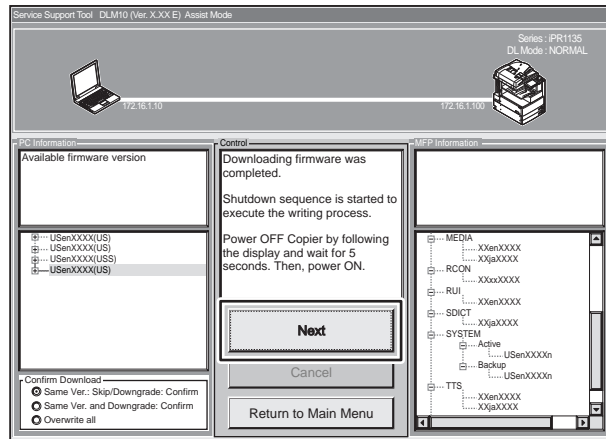 Service Support Tool DLM10 (Ver. X.XX E) Assist Mode
Series : iPR1135
DL Mode : NORMAL
172.16.1.10
172.16.1.100
PC Information
Available firmware version
USenXXXX(US)
USenXXXX(US)
USenXXXX(USS)
USenXXXX(US)
Confirm Download
Same Ver.: Skip/Downgrade: Confirm
Same Ver. and Downgrade: Confirm
Overwrite all
Control
Downloading firmware was
completed.
Shutdown sequence is started to
execute the writing process.
Power OFF Copier by following
the display and wait for 5
seconds. Then, power ON.
Next
Cancel
Return to Main Menu
MFP Information
MEDIA
XXenXXXX
XXjaXXXX
RCON
XXxxXXXX
RUI
XXenXXXX
SDICT
XXjaXXXX
SYSTEM
Active
USenXXXXn
Backup
USenXXXXn
TTS
XXenXXXX
XXjaXXXX